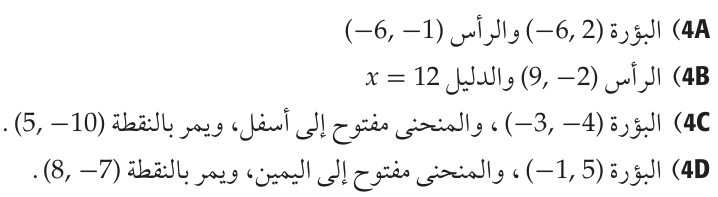 4A) البؤرة (−6, 2) والرأس (−6, −1)
4B) الرأس (9, −2) والدليل x = 12
4C) البؤرة (−3, −4) ، والمنحنى مفتوح إلى أسفل، ويمر بالنقطة (5, −10) .
4D) البؤرة (−1, 5) ، والمنحنى مفتوح إلى اليمين، ويمر بالنقطة (8, −7) .